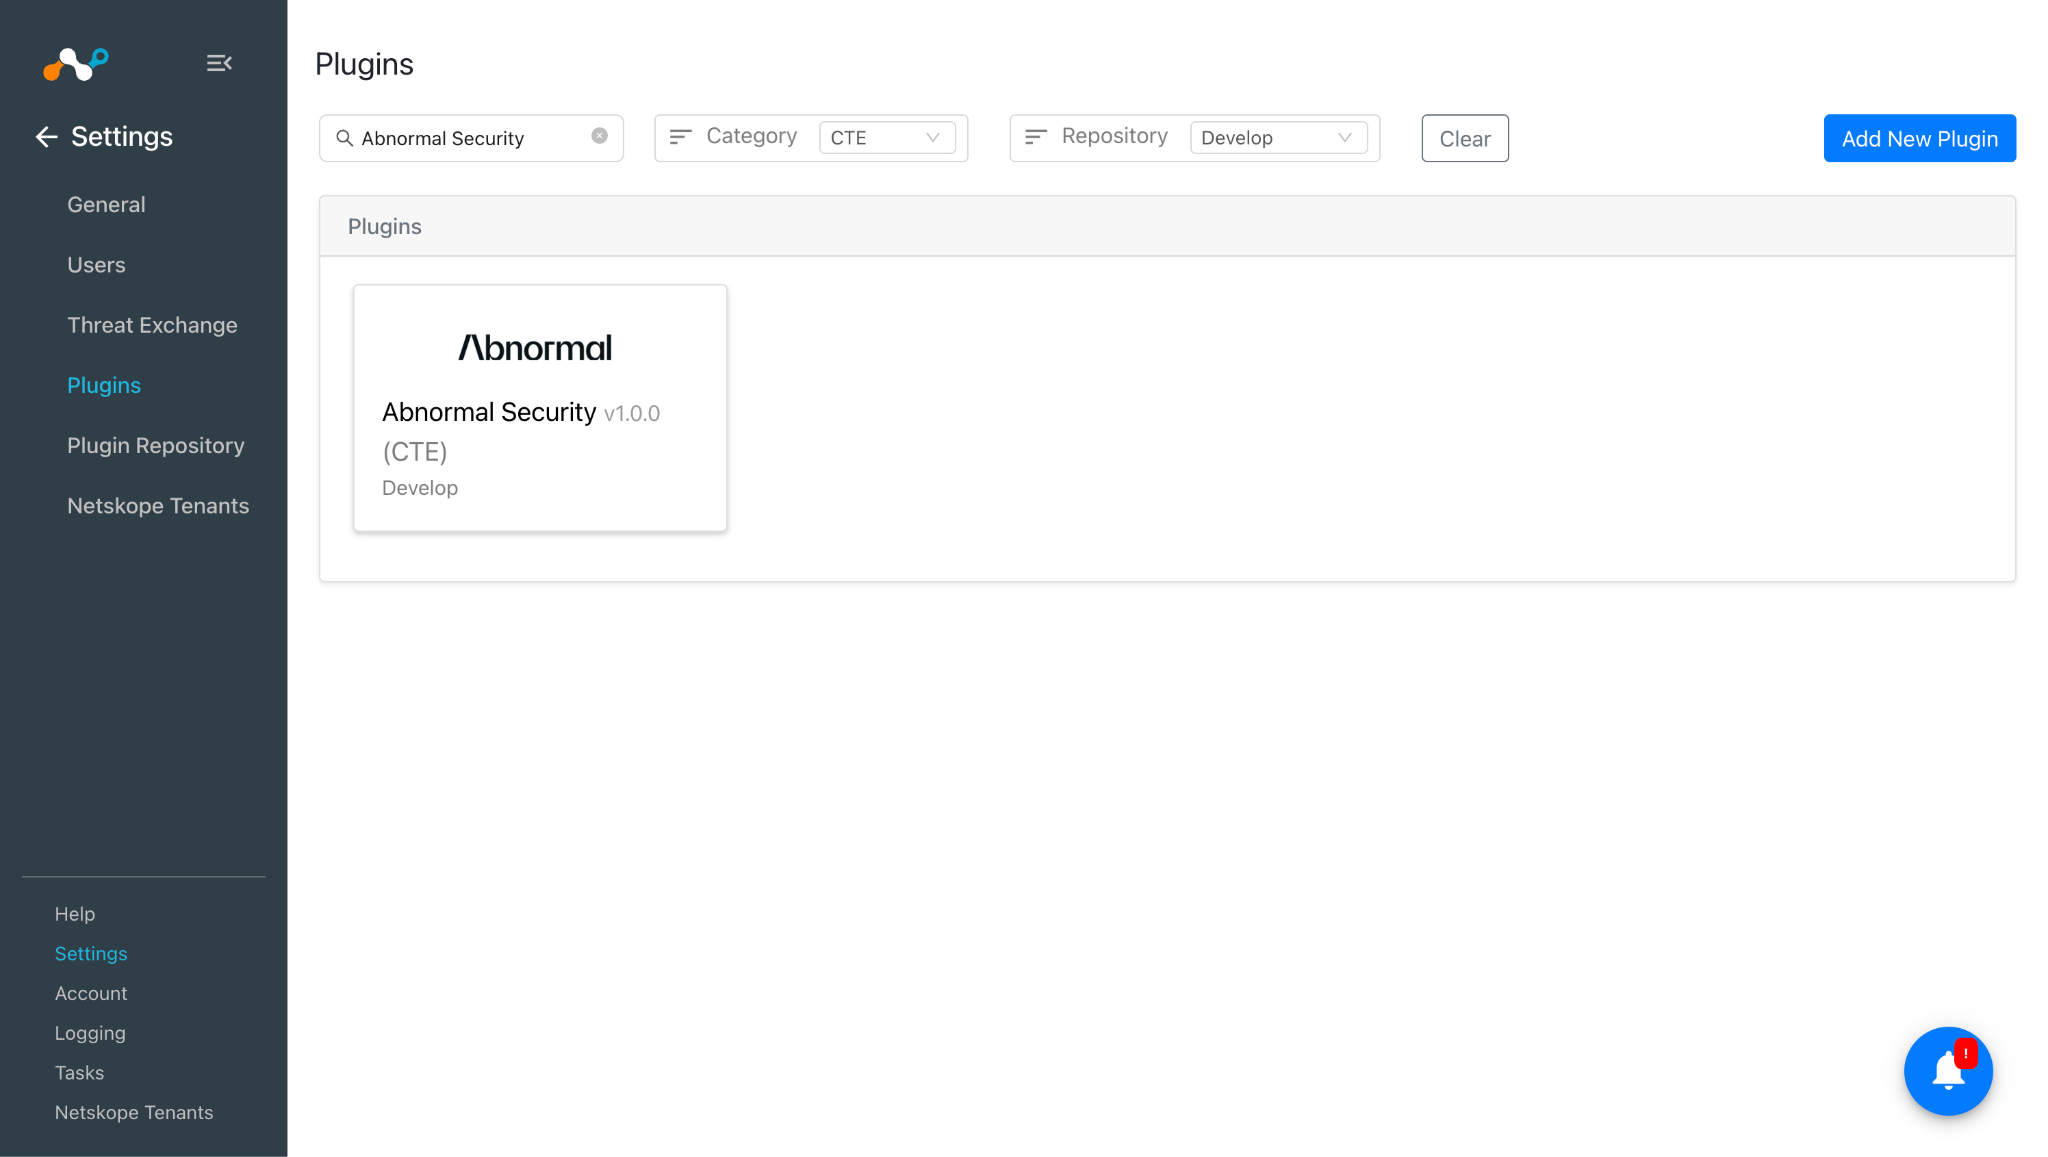 Settings
General
Users
Threat Exchange
Plugins
Plugin Repository
Netskope Tenants
Help
Settings
Account
Logging
Tasks
Netskope Tenants
Plugins
Abnormal Security
Category CTE
Repository Develop
Clear
Add New Plugin
Plugins
Abnormal
Abnormal Security v1.0.0
(CTE)
Develop
!